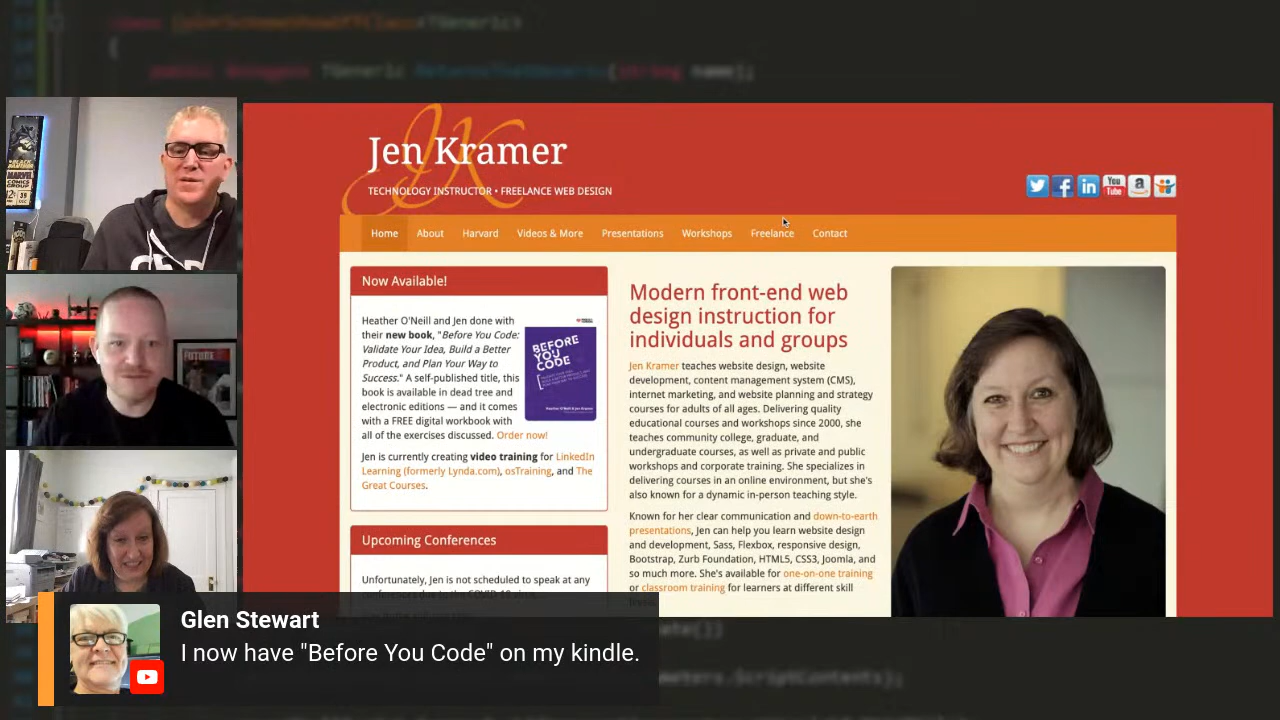 Jen Kramer
TECHNOLOGY INSTRUCTOR • FREELANCE WEB DESIGN
You
Tube
Home About Harvard Videos & More Presentations Workshops Freelance Contact
Now Available!
Heather O'Neill and Jen done with
their new book, "Before You Code:
Validate Your Idea, Build a Better
Product, and Plan Your Way to
Success." A self-published title, this
book is available in dead tree and
electronic editions — and it comes
with a FREE digital workbook with
all of the exercises discussed. Order now!
BEFORE
YOU
CODE
Heather O'Neill & Jen Kramer
Jen is currently creating video training for LinkedIn
Learning (formerly Lynda.com), osTraining, and The
Great Courses.
Upcoming Conferences
Unfortunately, Jen is not scheduled to speak at any
Modern front-end web
design instruction for
individuals and groups
Jen Kramer teaches website design, website
development, content management system (CMS),
internet marketing, and website planning and strategy
courses for adults of all ages. Delivering quality
educational courses and workshops since 2000, she
teaches community college, graduate, and
undergraduate courses, as well as private and public
workshops and corporate training. She specializes in
delivering courses in an online environment, but she's
also known for a dynamic in-person teaching style.
Known for her clear communication and down-to-earth
presentations, Jen can help you learn website design
and development, Sass, Flexbox, responsive design,
Bootstrap, Zurb Foundation, HTML5, CSS3, Joomla, and
so much more. She's available for one-on-one training
or classroom training for learners at different skill
Glen Stewart
I now have "Before You Code" on my kindle.